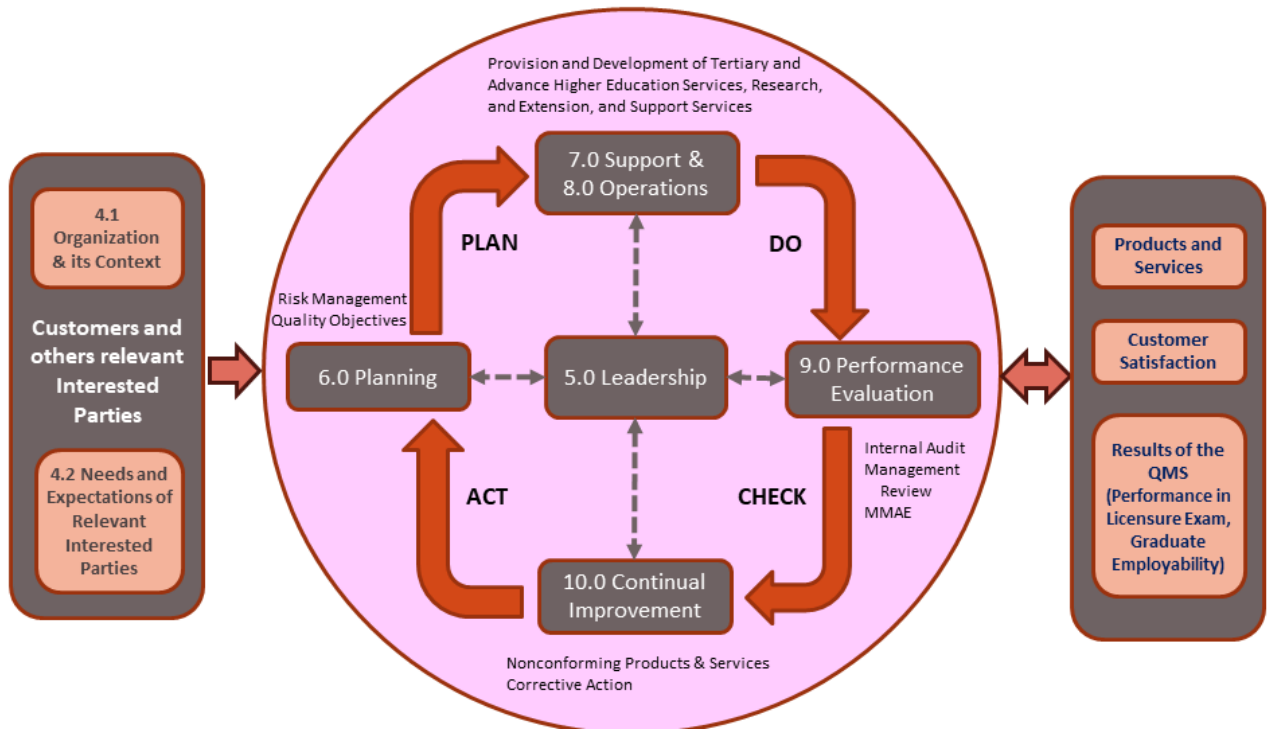 Provision and Development of Tertiary and
Advance Higher Education Services, Research,
and Extension, and Support Services
4.1
Organization
& its Context
Customers and
others relevant
Interested
Parties
4.2 Needs and
Expectations of
Relevant
Interested
Parties
7.0 Support &
8.0 Operations
PLAN
DO
Risk Management
Quality Objectives
6.0 Planning
5.0 Leadership
9.0 Performance
Evaluation
Internal Audit
Management
Review
MMAE
ACT
CHECK
10.0 Continual
Improvement
Nonconforming Products & Services
Corrective Action
Products and
Services
Customer
Satisfaction
Results of the
QMS
(Performance in
Licensure Exam,
Graduate
Employability)